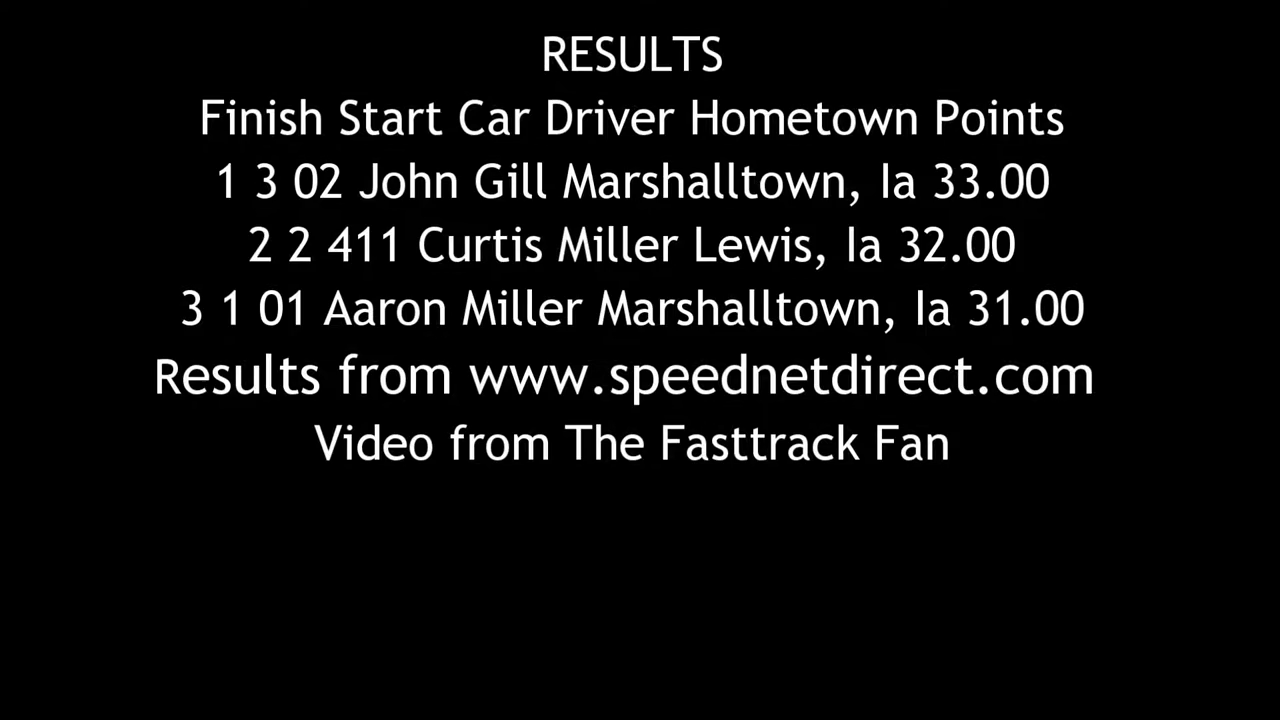 RESULTS
Finish Start Car Driver Hometown Points
1 3 02 John Gill Marshalltown, Ia 33.00
2 2 411 Curtis Miller Lewis, Ia 32.00
3 1 01 Aaron Miller Marshalltown, Ia 31.00
Results from www.speednetdirect.com
Video from The Fasttrack Fan